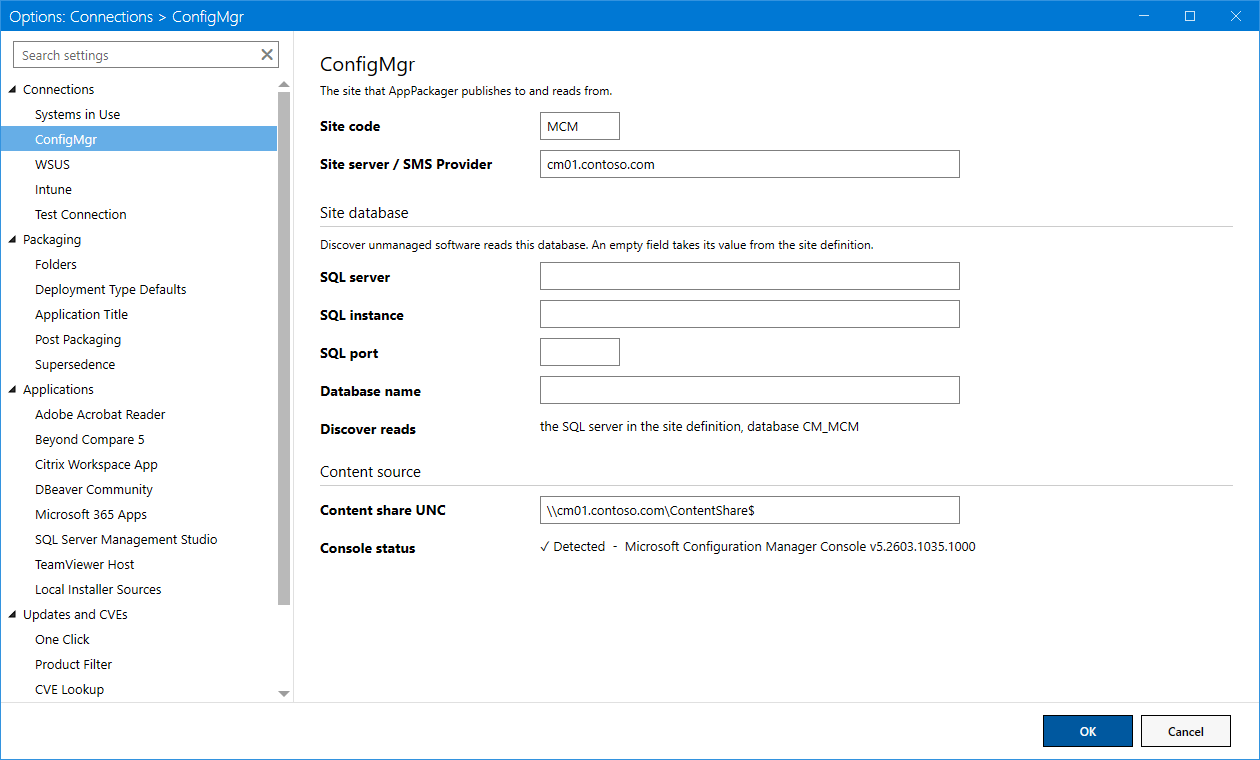 Options: Connections > ConfigMgr
Search settings
Connections
Systems in Use
ConfigMgr
WSUS
Intune
Test Connection
Packaging
Folders
Deployment Type Defaults
Application Title
Post Packaging
Supersedence
Applications
Adobe Acrobat Reader
Beyond Compare 5
Citrix Workspace App
DBeaver Community
Microsoft 365 Apps
SQL Server Management Studio
TeamViewer Host
Local Installer Sources
Updates and CVEs
One Click
Product Filter
CVE Lookup
ConfigMgr
The site that AppPackager publishes to and reads from.
Site code MCM
Site server / SMS Provider cm01.contoso.com
Site database
Discover unmanaged software reads this database. An empty field takes its value from the site definition.
SQL server
SQL instance
SQL port
Database name
Discover reads the SQL server in the site definition, database CM_MCM
Content source
Content share UNC \\cm01.contoso.com\ContentShare$
Console status ✓ Detected - Microsoft Configuration Manager Console v5.2603.1035.1000
OK Cancel